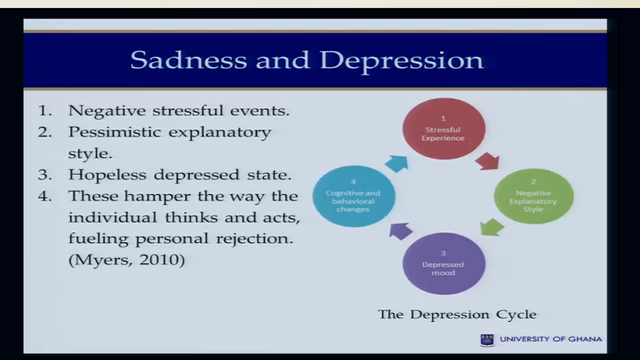 Sadness and Depression
1. Negative stressful events.
2. Pessimistic explanatory
style.
3. Hopeless depressed state.
4. These hamper the way the
individual thinks and acts,
fueling personal rejection.
(Myers, 2010)
1
Stressful
Experience
2
Negative
Explanatory
Style
3
Depressed
mood
4
Cognitive and
behavioral
changes
The Depression Cycle
UNIVERSITY OF GHANA